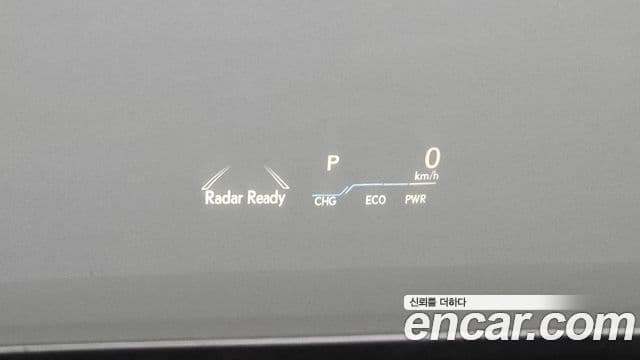 P
0
km/h
Radar Ready
CHG ECO PWR
신뢰를 더하다
encar.com